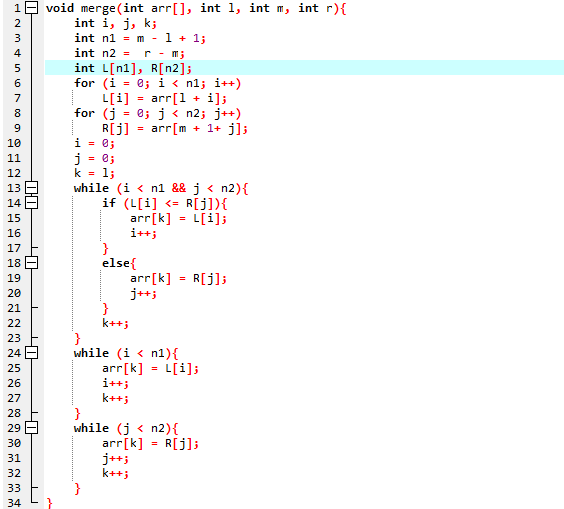 1 void merge(int arr[], int l, int m, int r){
2     int i, j, k;
3     int n1 = m - l + 1;
4     int n2 =  r - m;
5     int L[n1], R[n2];
6     for (i = 0; i < n1; i++)
7         L[i] = arr[l + i];
8     for (j = 0; j < n2; j++)
9         R[j] = arr[m + 1+ j];
10     i = 0;
11     j = 0;
12     k = l;
13     while (i < n1 && j < n2){
14         if (L[i] <= R[j]){
15             arr[k] = L[i];
16             i++;
17         }
18         else{
19             arr[k] = R[j];
20             j++;
21         }
22         k++;
23     }
24     while (i < n1){
25         arr[k] = L[i];
26         i++;
27         k++;
28     }
29     while (j < n2){
30         arr[k] = R[j];
31         j++;
32         k++;
33     }
34 }